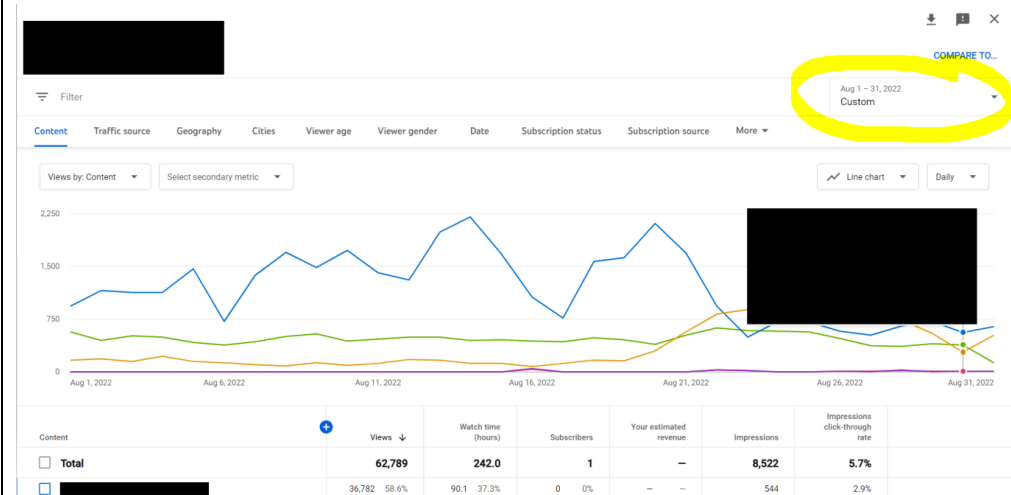 COMPARE TO...
Filter
Aug 1 – 31, 2022
Custom
Content Traffic source Geography Cities Viewer age Viewer gender Date Subscription status Subscription source More
Views by: Content Select secondary metric Line chart Daily
2,250
1,500
750
0
Aug 1, 2022 Aug 6, 2022 Aug 11, 2022 Aug 16, 2022 Aug 21, 2022 Aug 26, 2022 Aug 31, 2022
Content Views Watch time (hours) Subscribers Your estimated revenue Impressions Impressions click-through rate
Total 62,789 242.0 1 – 8,522 5.7%
36,782 58.6% 90.1 37.3% 0 0% – – 544 2.9%